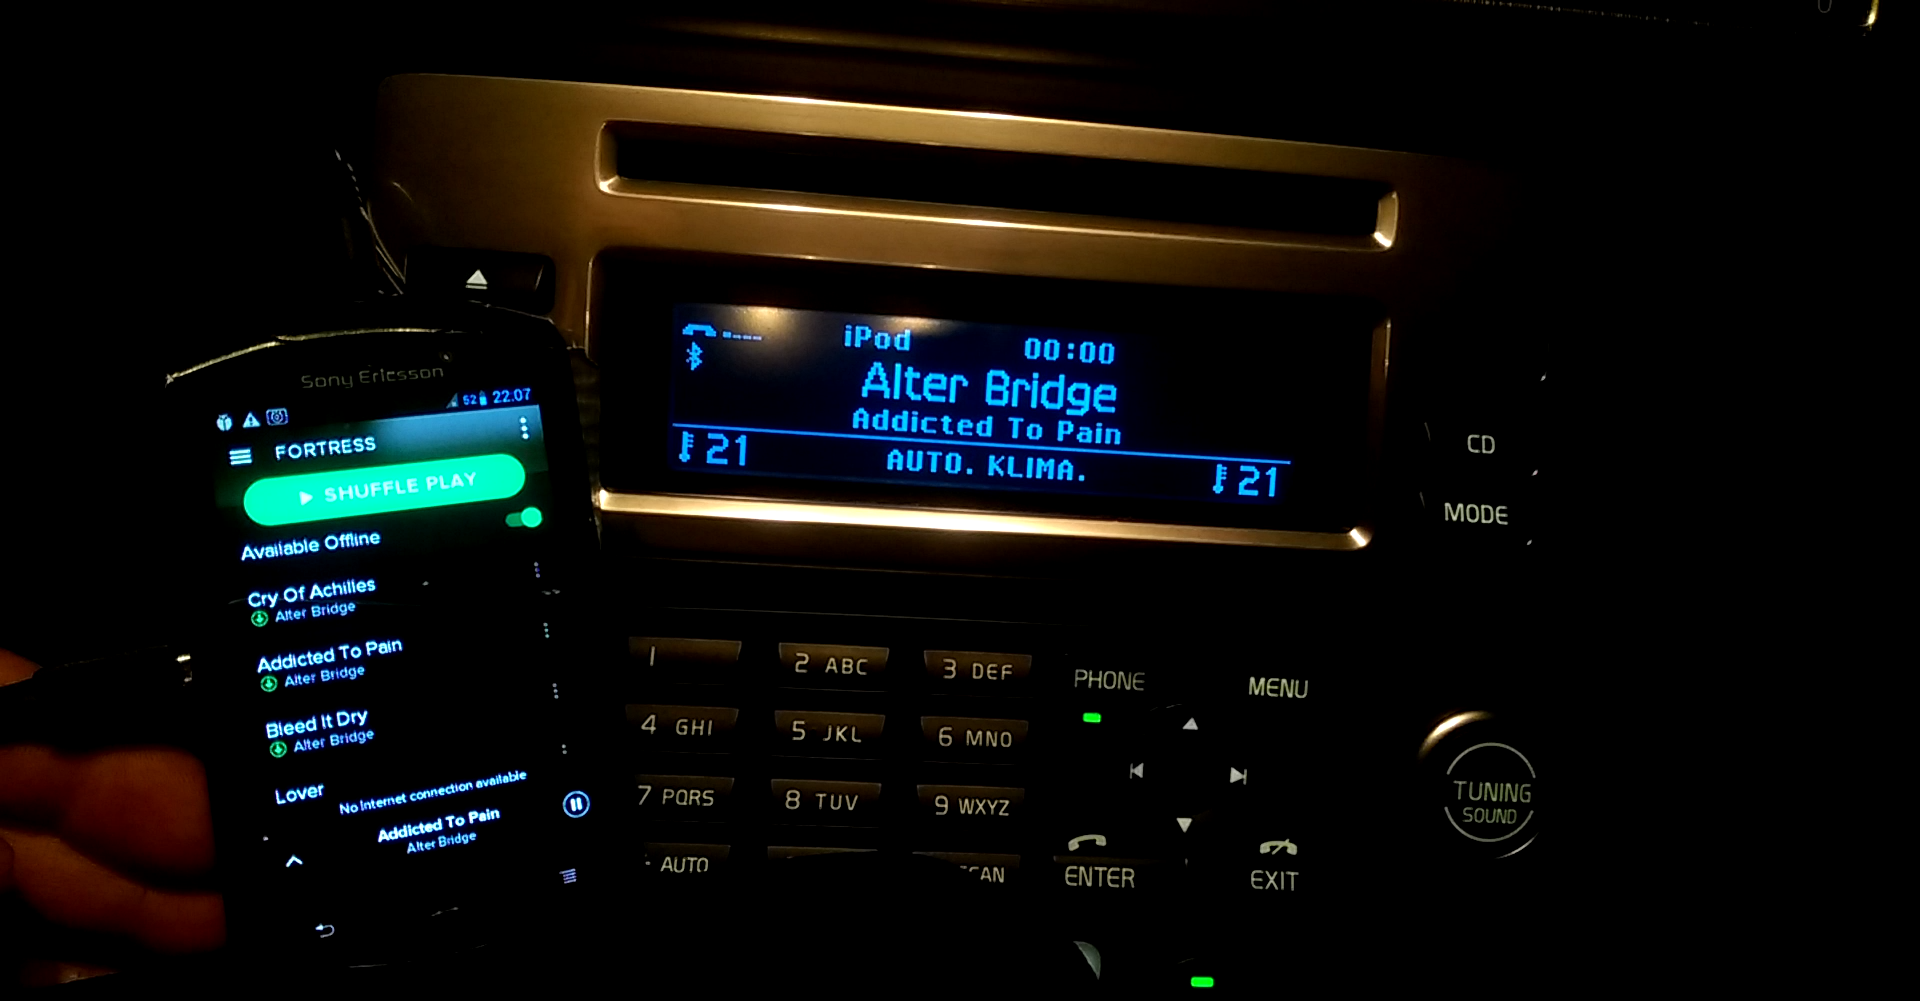 Sony Ericsson
52 22.07
FORTRESS
SHUFFLE PLAY
Available Offline
Cry Of Achilles
Alter Bridge
Addicted To Pain
Alter Bridge
Bleed It Dry
Alter Bridge
Lover
No Internet connection available
Addicted To Pain
Alter Bridge
iPod 00:00
Alter Bridge
Addicted To Pain
21 AUTO. KLIMA. 21
CD
MODE
1 2 ABC 3 DEF
4 GHI 5 JKL 6 MNO
7 PQRS 8 TUV 9 WXYZ
AUTO
PHONE MENU
ENTER EXIT
TUNING
SOUND